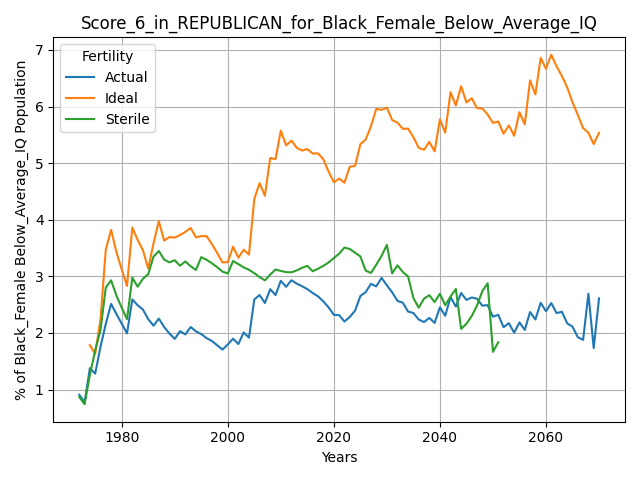 Score_6_in_REPUBLICAN_for_Black_Female_Below_Average_IQ
% of Black_Female Below_Average_IQ Population
7
6
5
4
3
2
1
Fertility
Actual
Ideal
Sterile
1980
2000
2020
2040
2060
Years